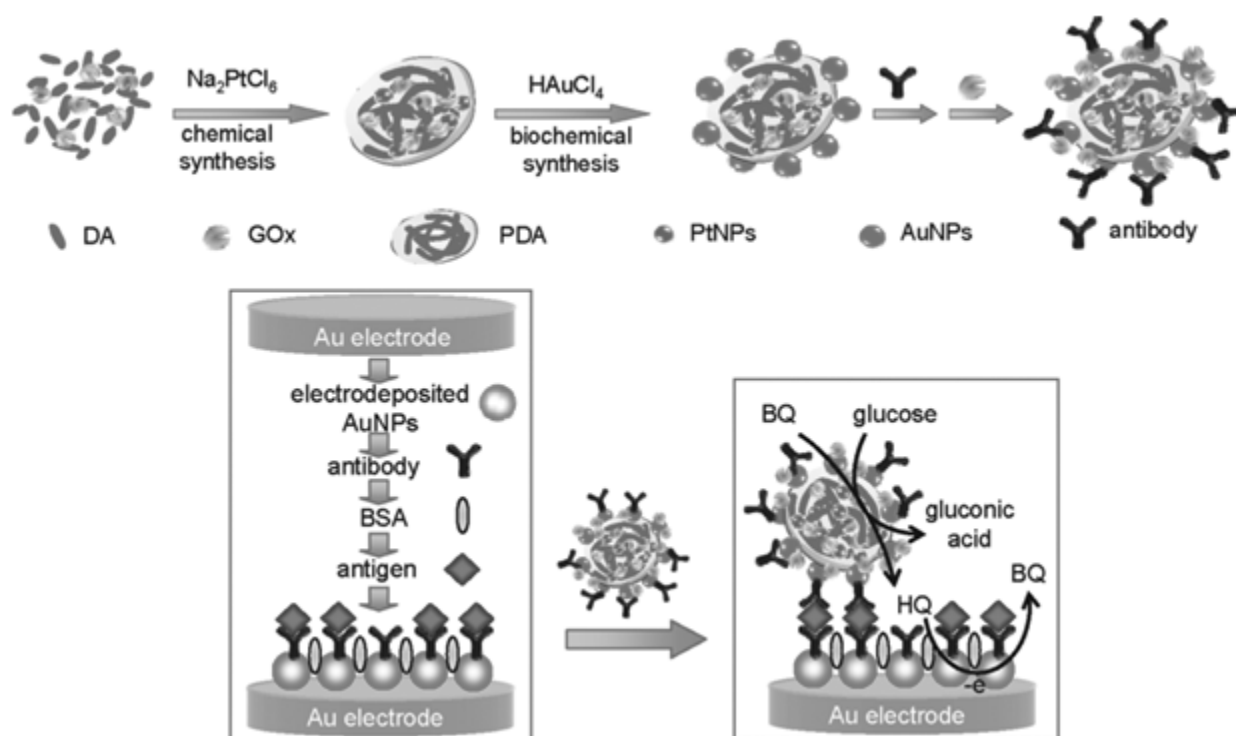 Na₂PtCl₆
chemical
synthesis
HAuCl₄
biochemical
synthesis
DA
GOx
PDA
PtNPs
AuNPs
antibody
Au electrode
electrodeposited
AuNPs
antibody
BSA
antigen
Au electrode
BQ
glucose
gluconic
acid
BQ
HQ
-e
Au electrode